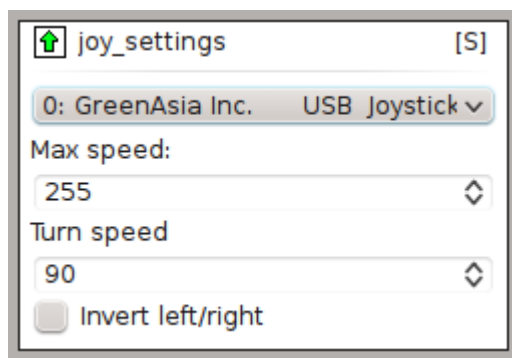 joy_settings [S]
0: GreenAsia Inc. USB Joystick
Max speed:
255
Turn speed
90
Invert left/right